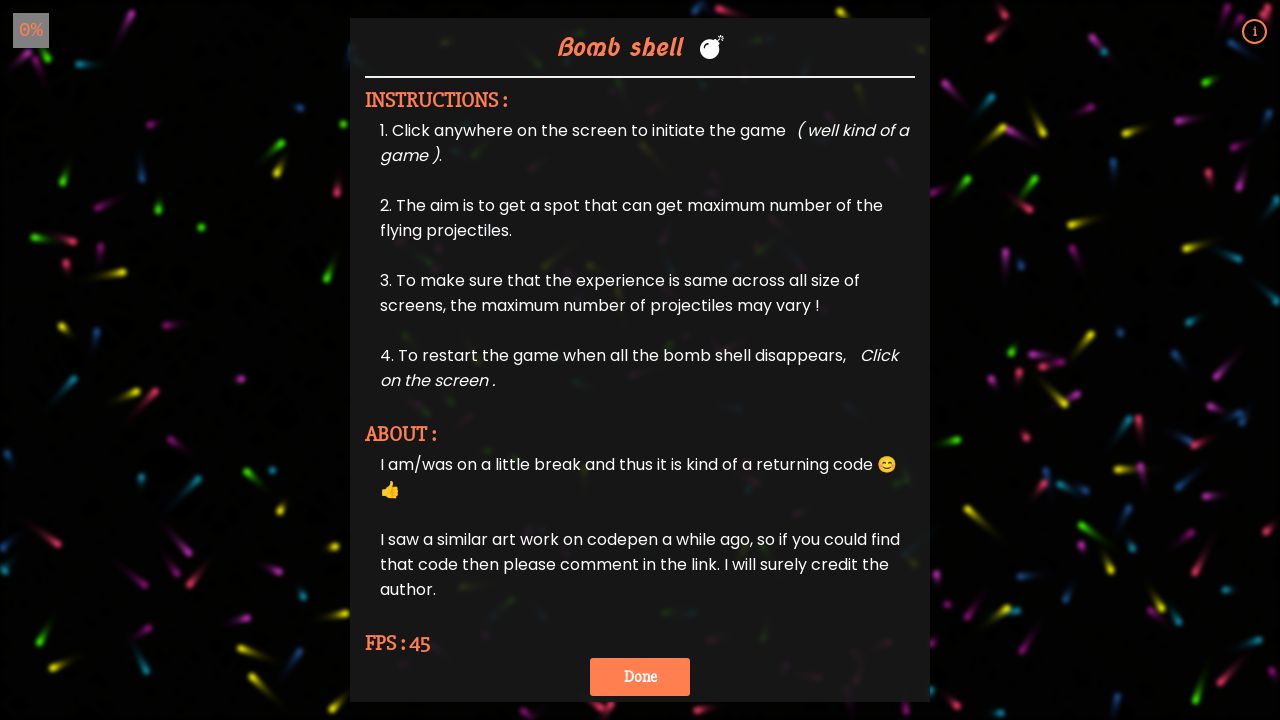 0%
i
Bomb shell 💣
INSTRUCTIONS :
1. Click anywhere on the screen to initiate the game ( well kind of a
game ).
2. The aim is to get a spot that can get maximum number of the
flying projectiles.
3. To make sure that the experience is same across all size of
screens, the maximum number of projectiles may vary !
4. To restart the game when all the bomb shell disappears, Click
on the screen .
ABOUT :
I am/was on a little break and thus it is kind of a returning code 😊
👍
I saw a similar art work on codepen a while ago, so if you could find
that code then please comment in the link. I will surely credit the
author.
FPS : 45
Done